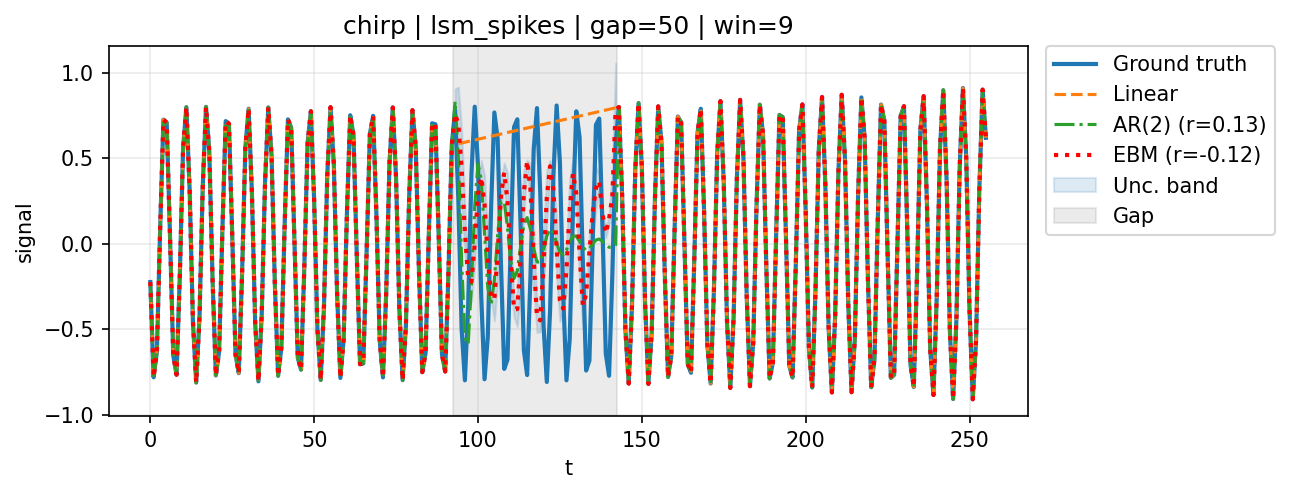 chirp | lsm_spikes | gap=50 | win=9
signal
1.0
0.5
0.0
−0.5
−1.0
0
50
100
150
200
250
t
Ground truth
Linear
AR(2) (r=0.13)
EBM (r=-0.12)
Unc. band
Gap